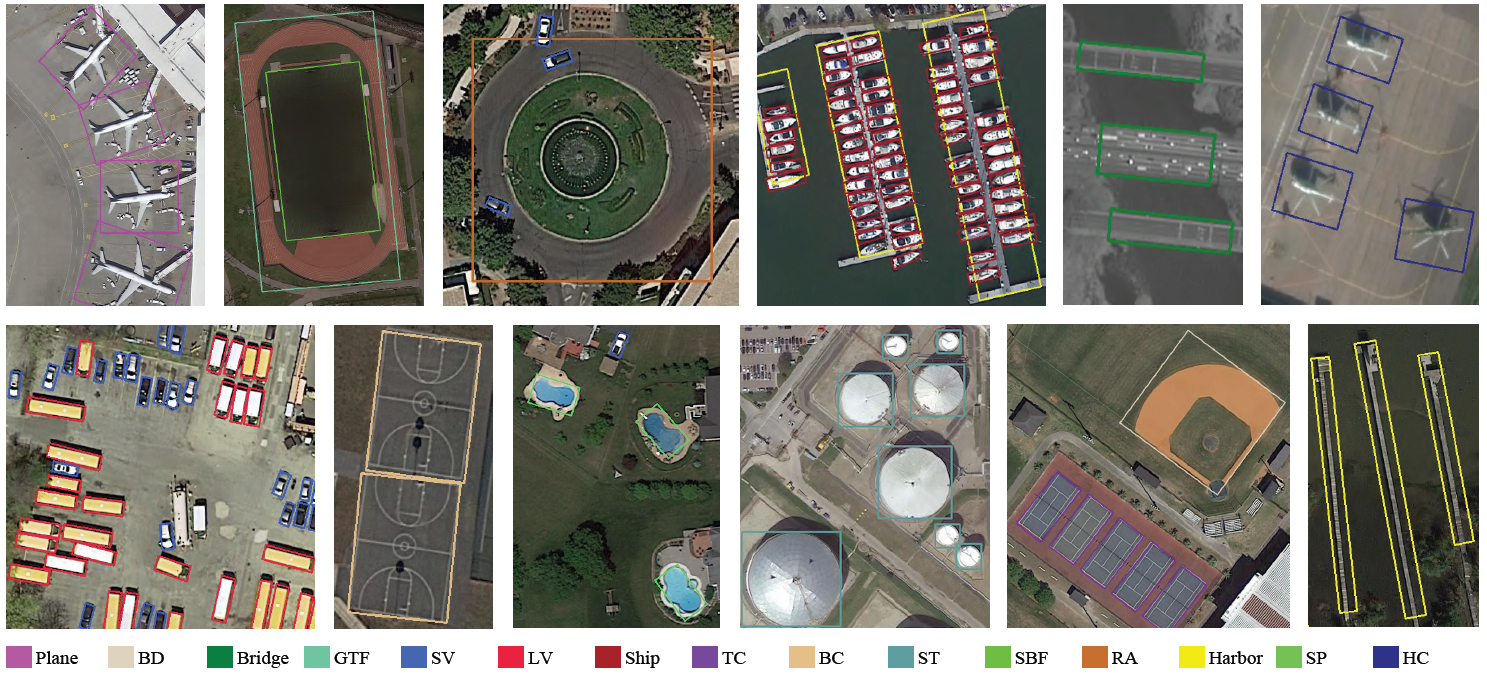 Plane BD Bridge GTF SV LV Ship TC BC ST SBF RA Harbor SP HC